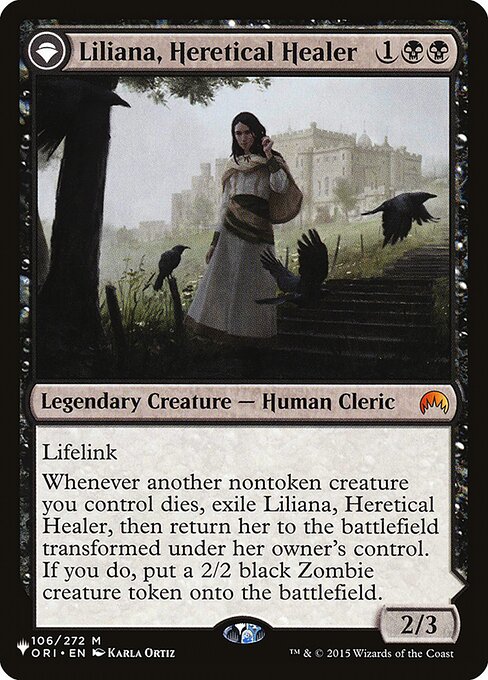 Liliana, Heretical Healer 1
Legendary Creature — Human Cleric
Lifelink
Whenever another nontoken creature
you control dies, exile Liliana, Heretical
Healer, then return her to the battlefield
transformed under her owner's control.
If you do, put a 2/2 black Zombie
creature token onto the battlefield.
2/3
106/272 M
ORI • EN Karla Ortiz
™ & © 2015 Wizards of the Coast